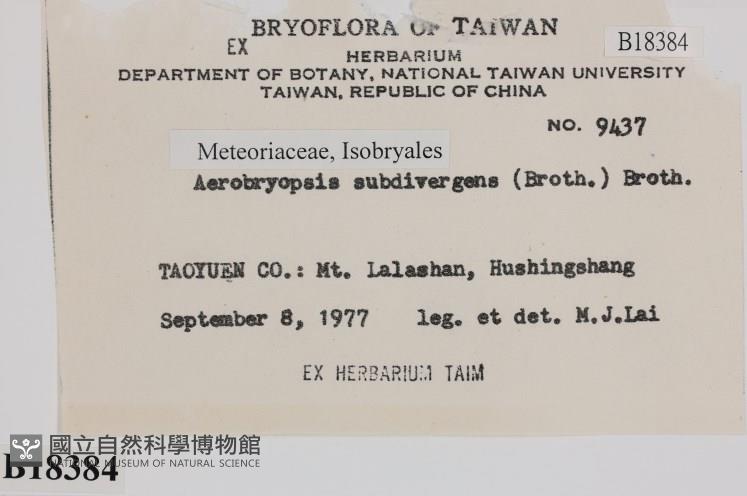 BRYOFLORA OF TAIWAN
EX
B18384
HERBARIUM
DEPARTMENT OF BOTANY, NATIONAL TAIWAN UNIVERSITY
TAIWAN, REPUBLIC OF CHINA
NO. 9437
Meteoriaceae, Isobryales
Aerobryopsis subdivergens (Broth.) Broth.
TAOYUEN CO.: Mt. Lalashan, Hushingshang
September 8, 1977 leg. et det. M.J.Lai
EX HERBARIUM TAIM
國立自然科學博物館
NATIONAL MUSEUM OF NATURAL SCIENCE
B18384